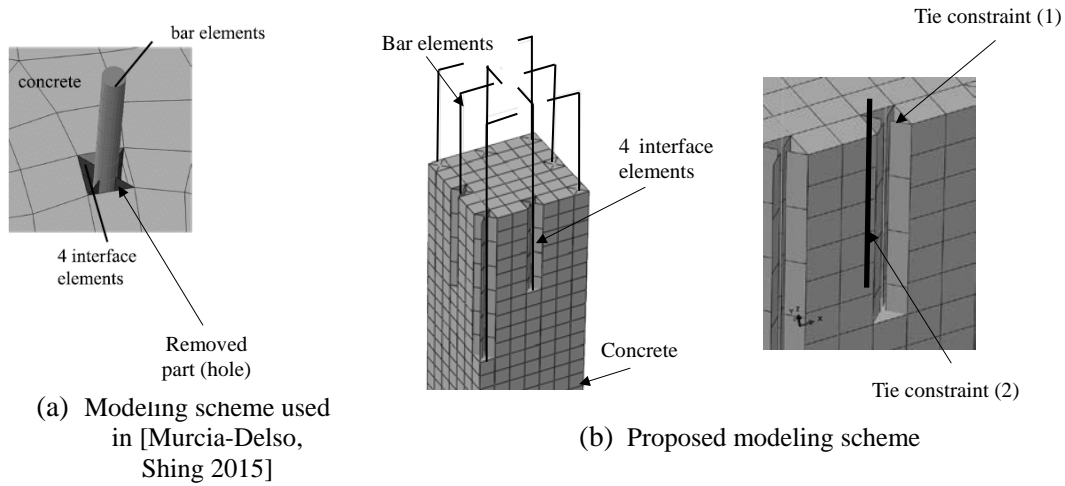 bar elements
concrete
4 interface
elements
Removed
part (hole)
(a) Modeling scheme used
in [Murcia-Delso,
Shing 2015]
Bar elements
4 interface
elements
Concrete
Tie constraint (1)
Tie constraint (2)
(b) Proposed modeling scheme